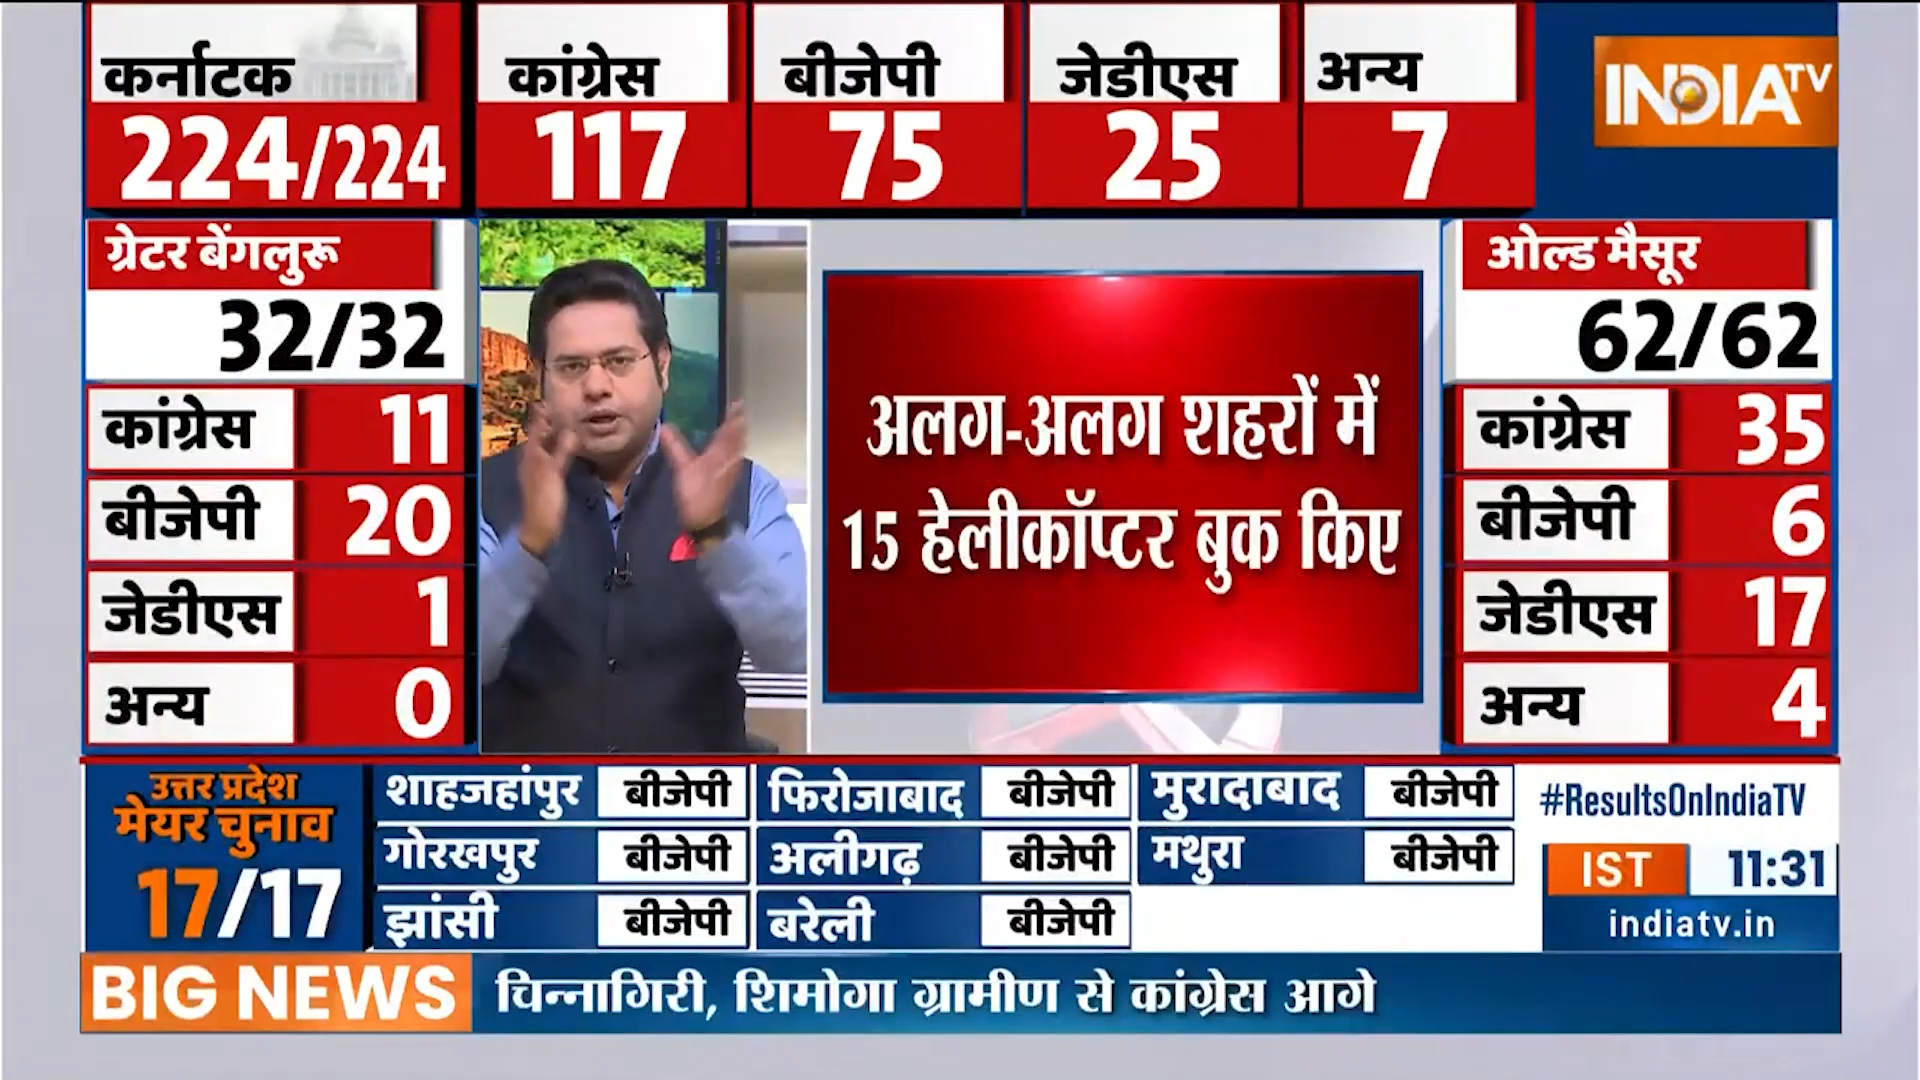 कर्नाटक
224/224
कांग्रेस
117
बीजेपी
75
जेडीएस
25
अन्य
7
INDIA TV
ग्रेटर बेंगलुरू
32/32
कांग्रेस 11
बीजेपी 20
जेडीएस 1
अन्य 0
अलग-अलग शहरों में
15 हेलीकॉप्टर बुक किए
ओल्ड मैसूर
62/62
कांग्रेस 35
बीजेपी 6
जेडीएस 17
अन्य 4
उत्तर प्रदेश
मेयर चुनाव
17/17
शाहजहांपुर बीजेपी फिरोजाबाद बीजेपी मुरादाबाद बीजेपी
गोरखपुर बीजेपी अलीगढ़ बीजेपी मथुरा बीजेपी
झांसी बीजेपी बरेली बीजेपी
#ResultsOnIndiaTV
IST 11:31
indiatv.in
BIG NEWS चिन्नागिरी, शिमोगा ग्रामीण से कांग्रेस आगे